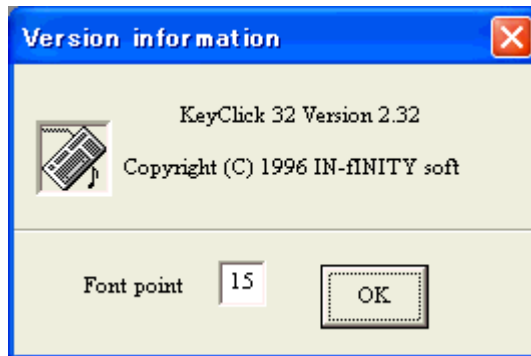 Version information
KeyClick 32 Version 2.32
Copyright (C) 1996 IN-fINITY soft
Font point 15 OK